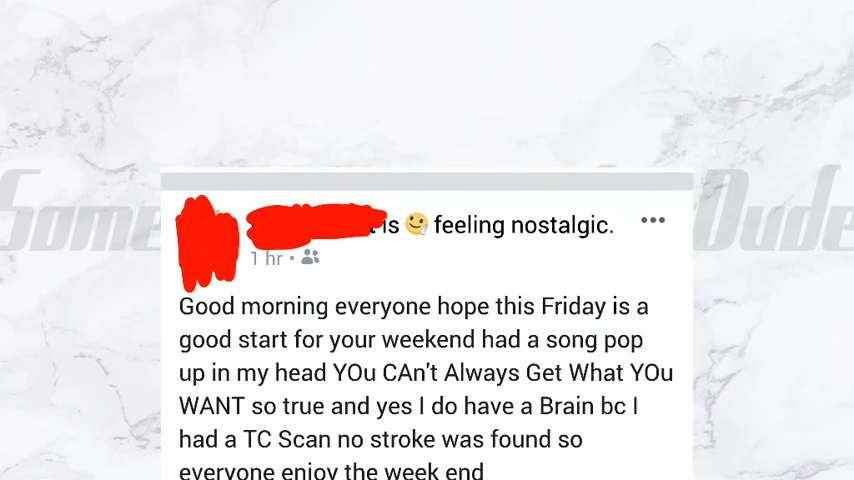 Some Dude
is feeling nostalgic.
1 hr •
Good morning everyone hope this Friday is a
good start for your weekend had a song pop
up in my head YOu CAn't Always Get What YOu
WANT so true and yes I do have a Brain bc I
had a TC Scan no stroke was found so
everyone enjoy the week end